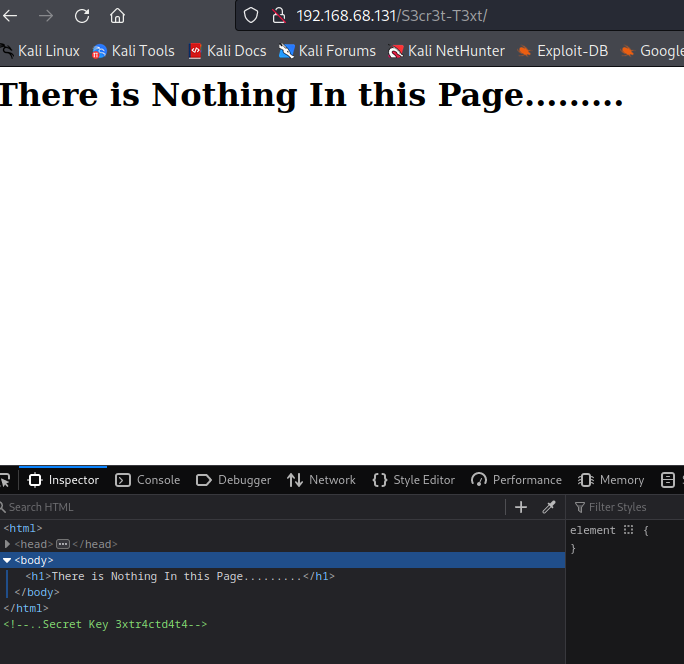 192.168.68.131/S3cr3t-T3xt/
Kali Linux Kali Tools Kali Docs Kali Forums Kali NetHunter Exploit-DB Google
There is Nothing In this Page.........
Inspector Console Debugger Network Style Editor Performance Memory
Search HTML Filter Styles
<html>
<head></head>
<body>
<h1>There is Nothing In this Page.........</h1>
</body>
</html>
<!--..Secret Key 3xtr4ctd4t4-->
element {
}